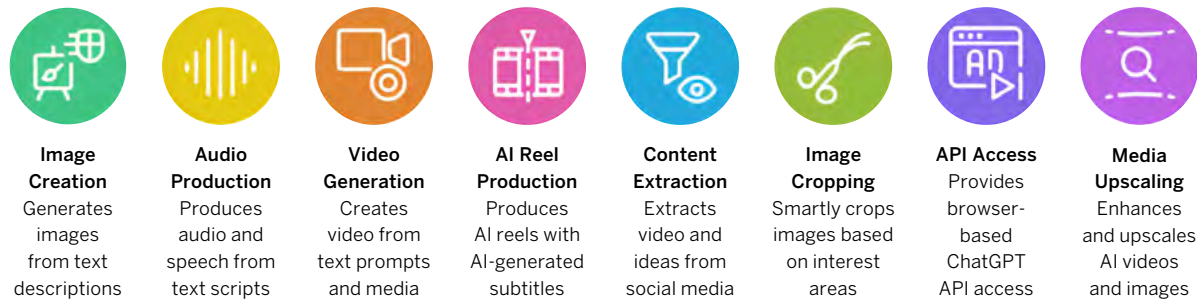 Image
Creation
Generates
images
from text
descriptions
Audio
Production
Produces
audio and
speech from
text scripts
Video
Generation
Creates
video from
text prompts
and media
AI Reel
Production
Produces
AI reels with
AI-generated
subtitles
Content
Extraction
Extracts
video and
ideas from
social media
Image
Cropping
Smartly crops
images based
on interest
areas
AD
API Access
Provides
browser-
based
ChatGPT
API access
Media
Upscaling
Enhances
and upscales
AI videos
and images